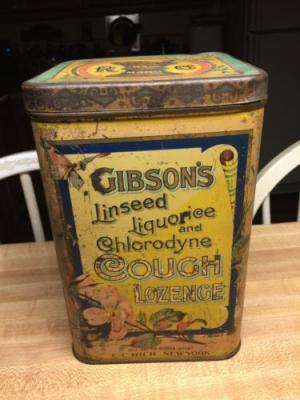 GIBSON'S
Linseed
Liquorice
and
Chlorodyne
COUGH
LOZENGE
E. C. RICH. NEW YORK